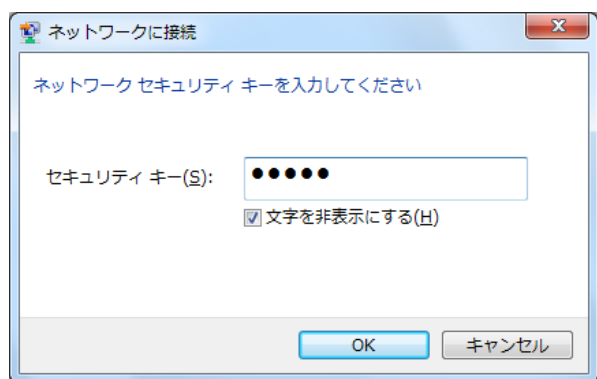 ネットワークに接続
ネットワーク セキュリティ キーを入力してください
セキュリティ キー(S): ●●●●●
文字を非表示にする(H)
OK キャンセル